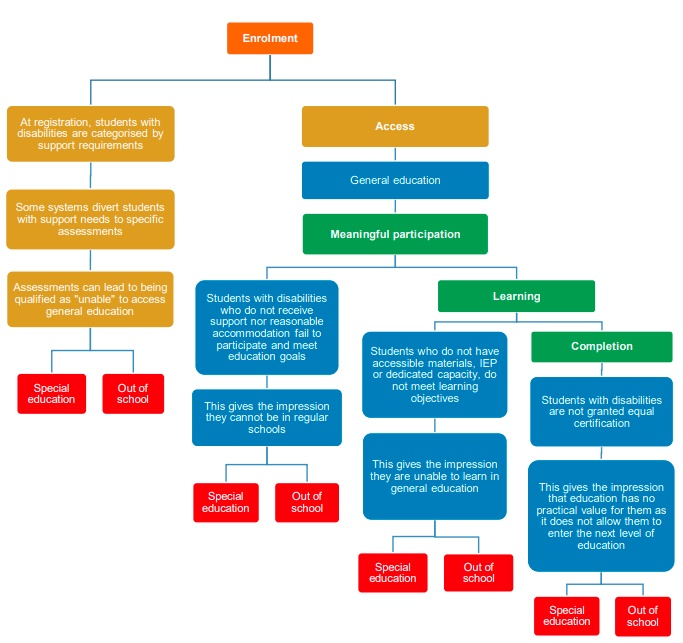 Enrolment
At registration, students with
disabilities are categorised by
support requirements
Some systems divert students
with support needs to specific
assessments
Assessments can lead to being
qualified as "unable" to access
general education
Special
education
Out of
school
Access
General education
Meaningful participation
Students with disabilities
who do not receive
support nor reasonable
accommodation fail to
participate and meet
education goals
This gives the impression
they cannot be in regular
schools
Special
education
Out of
school
Learning
Students who do not have
accessible materials, IEP
or dedicated capacity, do
not meet learning
objectives
This gives the impression
they are unable to learn in
general education
Special
education
Out of
school
Completion
Students with disabilities
are not granted equal
certification
This gives the impression
that education has no
practical value for them as
it does not allow them to
enter the next level of
education
Special
education
Out of
school